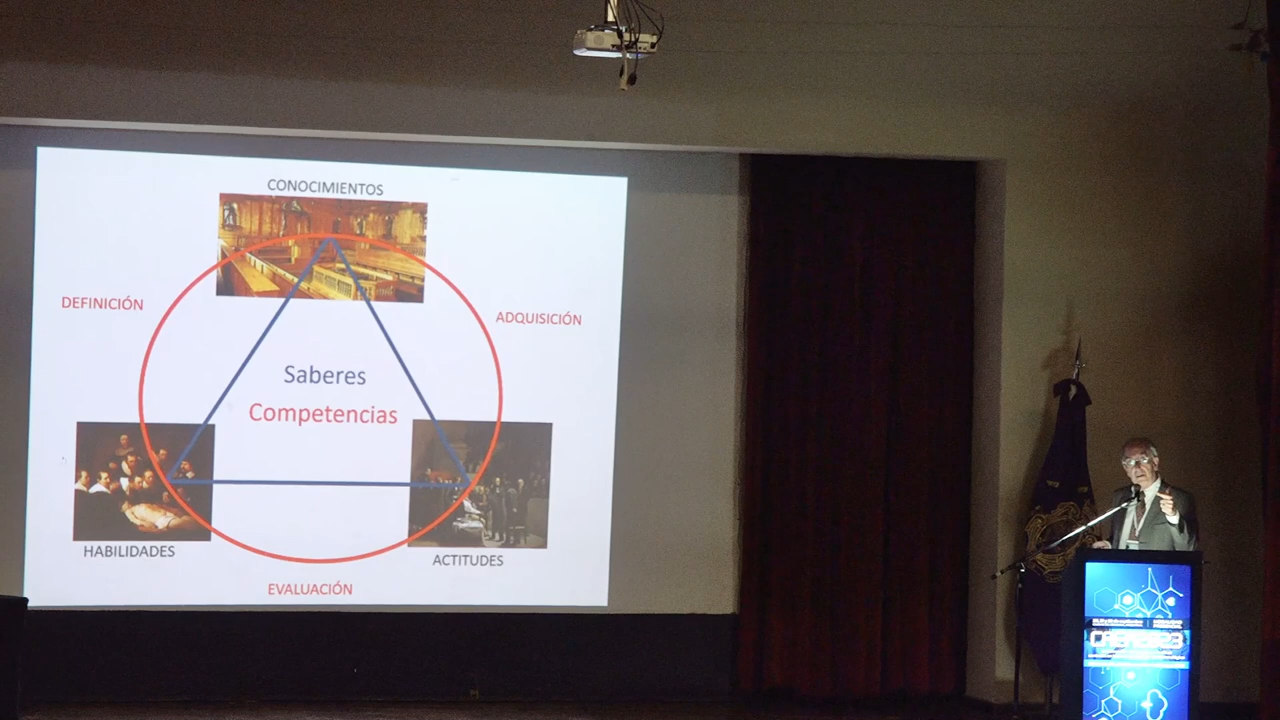 CONOCIMIENTOS
DEFINICIÓN
ADQUISICIÓN
Saberes
Competencias
HABILIDADES
ACTITUDES
EVALUACIÓN